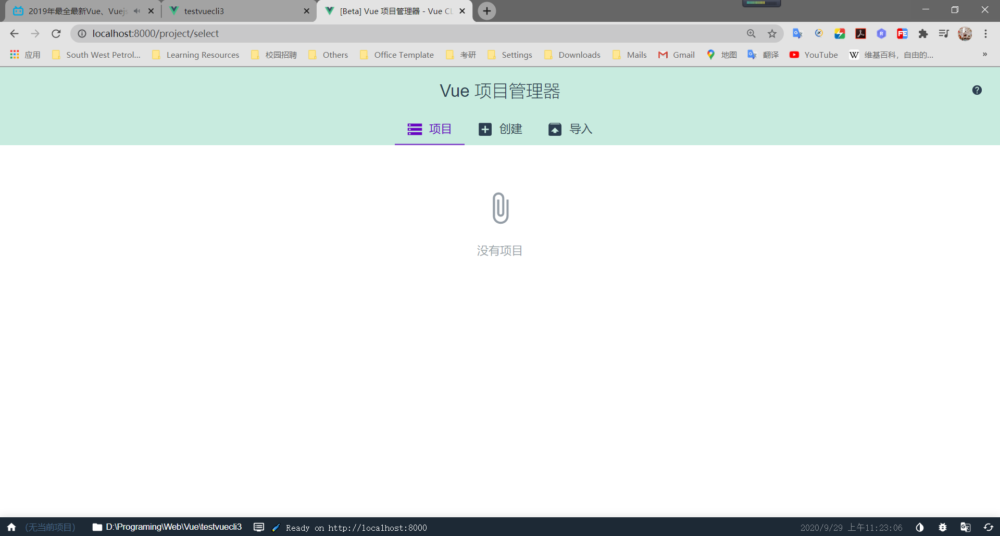 2019年最全最新Vue、Vuejs
testvuecli3
[Beta] Vue 项目管理器 - Vue CL
localhost:8000/project/select
应用
South West Petrol...
Learning Resources
校园招聘
Others
Office Template
考研
Settings
Downloads
Mails
Gmail
地图
翻译
YouTube
维基百科，自由的...
»
Vue 项目管理器
项目
创建
导入
没有项目
(无当前项目)
D:\Programing\Web\Vue\testvuecli3
Ready on http://localhost:8000
2020/9/29 上午11:23:06